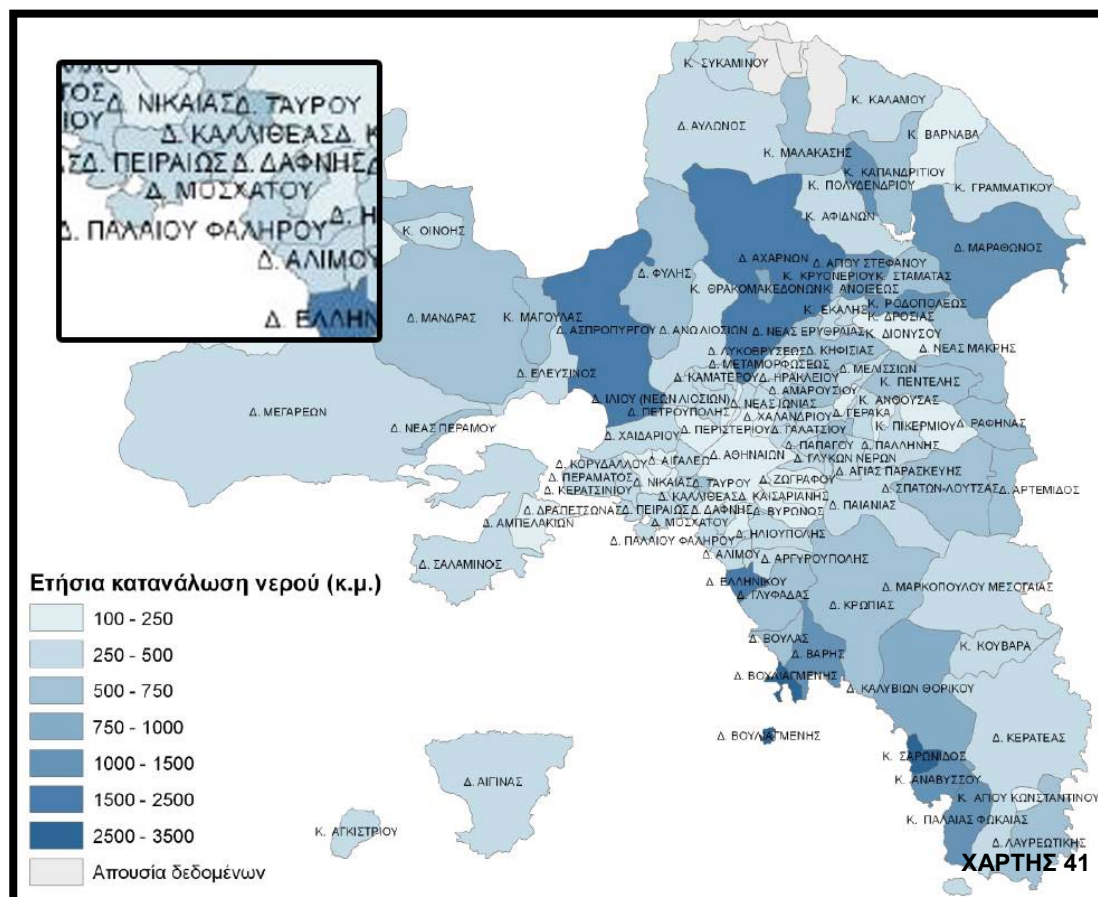 ΛΛΟΥ
ΤΟΣ Δ. ΝΙΚΑΙΑΣ Δ. ΤΑΥΡΟΥ
ΙΟΥ Δ. ΚΑΛΛΙΘΕΑΣ Δ. Κ
ΑΣ Δ. ΠΕΙΡΑΙΩΣ Δ. ΔΑΦΝΗΣ
Δ. ΜΟΣΧΑΤΟΥ
Δ. ΠΑΛΑΙΟΥ ΦΑΛΗΡΟΥ Δ. Η
Δ. ΑΛΙΜΟΥ
Δ. ΕΛΛΗΝ
Κ. ΣΥΚΑΜΙΝΟΥ
Κ. ΚΑΛΑΜΟΥ
Δ. ΑΥΛΩΝΟΣ
Κ. ΒΑΡΝΑΒΑ
Κ. ΜΑΛΑΚΑΣΗΣ
Κ. ΚΑΠΑΝΔΡΙΤΙΟΥ
Κ. ΠΟΛΥΔΕΝΔΡΙΟΥ
Κ. ΓΡΑΜΜΑΤΙΚΟΥ
Κ. ΑΦΙΔΝΩΝ
Κ. ΟΙΝΟΗΣ
Δ. ΜΑΡΑΘΩΝΟΣ
Δ. ΑΧΑΡΝΩΝ
Δ. ΑΓΙΟΥ ΣΤΕΦΑΝΟΥ
Δ. ΦΥΛΗΣ
Κ. ΚΡΥΟΝΕΡΙΟΥ Κ. ΣΤΑΜΑΤΑΣ
Κ. ΘΡΑΚΟΜΑΚΕΔΟΝΩΝ Κ. ΑΝΟΙΞΕΩΣ
Κ. ΕΚΑΛΗΣ Κ. ΡΟΔΟΠΟΛΕΩΣ
Δ. ΜΑΝΔΡΑΣ Κ. ΜΑΓΟΥΛΑΣ
Κ. ΔΡΟΣΙΑΣ
Δ. ΑΣΠΡΟΠΥΡΓΟΥ Δ. ΑΝΩ ΛΙΟΣΙΩΝ Δ. ΝΕΑΣ ΕΡΥΘΡΑΙΑΣ Κ. ΔΙΟΝΥΣΟΥ
Δ. ΛΥΚΟΒΡΥΣΕΩΣ Δ. ΚΗΦΙΣΙΑΣ Δ. ΝΕΑΣ ΜΑΚΡΗΣ
Δ. ΜΕΤΑΜΟΡΦΩΣΕΩΣ
Δ. ΕΛΕΥΣΙΝΟΣ Δ. ΜΕΛΙΣΣΙΩΝ
Δ. ΚΑΜΑΤΕΡΟΥ Δ. ΗΡΑΚΛΕΙΟΥ
Δ. ΑΜΑΡΟΥΣΙΟΥ Κ. ΠΕΝΤΕΛΗΣ
Δ. ΙΛΙΟΥ (ΝΕΩΝ ΛΙΟΣΙΩΝ) Δ. ΝΕΑΣ ΙΩΝΙΑΣ Κ. ΑΝΘΟΥΣΑΣ
Δ. ΜΕΓΑΡΕΩΝ Δ. ΠΕΤΡΟΥΠΟΛΗΣ Δ. ΧΑΛΑΝΔΡΙΟΥ Δ. ΓΕΡΑΚΑ
Δ. ΝΕΑΣ ΠΕΡΑΜΟΥ Δ. ΠΕΡΙΣΤΕΡΙΟΥ Δ. ΓΑΛΑΤΣΙΟΥ Κ. ΠΙΚΕΡΜΙΟΥ Δ. ΡΑΦΗΝΑΣ
Δ. ΧΑΙΔΑΡΙΟΥ Δ. ΠΑΠΑΓΟΥ Δ. ΠΑΛΛΗΝΗΣ
Δ. ΑΘΗΝΑΙΩΝ Δ. ΓΛΥΚΩΝ ΝΕΡΩΝ
Δ. ΚΟΡΥΔΑΛΛΟΥ Δ. ΑΙΓΑΛΕΩ Δ. ΑΓΙΑΣ ΠΑΡΑΣΚΕΥΗΣ
Δ. ΠΕΡΑΜΑΤΟΣ Δ. ΖΩΓΡΑΦΟΥ
Δ. ΚΕΡΑΤΣΙΝΙΟΥ Δ. ΝΙΚΑΙΑΣ Δ. ΤΑΥΡΟΥ Δ. ΣΠΑΤΩΝ-ΛΟΥΤΣΑΣ Δ. ΑΡΤΕΜΙΔΟΣ
Δ. ΚΑΛΛΙΘΕΑΣ Δ. ΚΑΙΣΑΡΙΑΝΗΣ
Δ. ΔΡΑΠΕΤΣΩΝΑΣ Δ. ΠΕΙΡΑΙΩΣ Δ. ΔΑΦΝΗΣ Δ. ΒΥΡΩΝΟΣ Δ. ΠΑΙΑΝΙΑΣ
Δ. ΑΜΠΕΛΑΚΙΩΝ Δ. ΜΟΣΧΑΤΟΥ
Δ. ΠΑΛΑΙΟΥ ΦΑΛΗΡΟΥ Δ. ΗΛΙΟΥΠΟΛΗΣ
Δ. ΣΑΛΑΜΙΝΟΣ Δ. ΑΛΙΜΟΥ Δ. ΑΡΓΥΡΟΥΠΟΛΗΣ
Δ. ΕΛΛΗΝΙΚΟΥ Δ. ΜΑΡΚΟΠΟΥΛΟΥ ΜΕΣΟΓΑΙΑΣ
Δ. ΓΛΥΦΑΔΑΣ Δ. ΚΡΩΠΙΑΣ
Δ. ΒΟΥΛΑΣ Κ. ΚΟΥΒΑΡΑ
Δ. ΒΑΡΗΣ
Δ. ΒΟΥΛΙΑΓΜΕΝΗΣ Δ. ΚΑΛΥΒΙΩΝ ΘΟΡΙΚΟΥ
Δ. ΒΟΥΛΙΑΓΜΕΝΗΣ Δ. ΚΕΡΑΤΕΑΣ
Κ. ΣΑΡΩΝΙΔΟΣ
Δ. ΑΙΓΙΝΑΣ Κ. ΑΝΑΒΥΣΣΟΥ
Κ. ΑΓΙΟΥ ΚΩΝΣΤΑΝΤΙΝΟΥ
Κ. ΑΓΚΙΣΤΡΙΟΥ Κ. ΠΑΛΑΙΑΣ ΦΩΚΑΙΑΣ
Δ. ΛΑΥΡΕΩΤΙΚΗΣ
Ετήσια κατανάλωση νερού (κ.μ.)
100 - 250
250 - 500
500 - 750
750 - 1000
1000 - 1500
1500 - 2500
2500 - 3500
Απουσία δεδομένων
ΧΑΡΤΗΣ 41